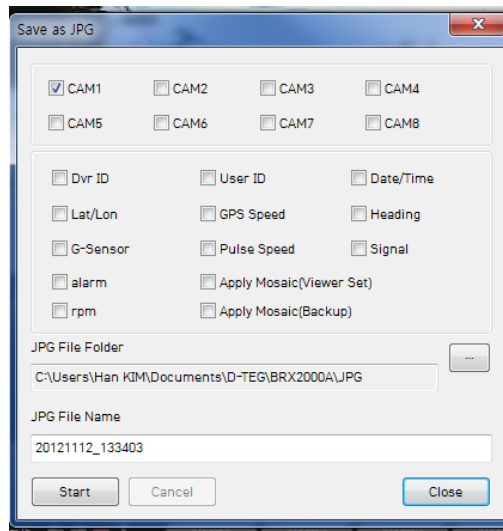 Save as JPG
CAM1 CAM2 CAM3 CAM4
CAM5 CAM6 CAM7 CAM8
Dvr ID User ID Date/Time
Lat/Lon GPS Speed Heading
G-Sensor Pulse Speed Signal
alarm Apply Mosaic(Viewer Set)
rpm Apply Mosaic(Backup)
JPG File Folder
...
C:\Users\Han KIM\Documents\D-TEG\BRX2000A\JPG
JPG File Name
20121112_133403
Start Cancel Close